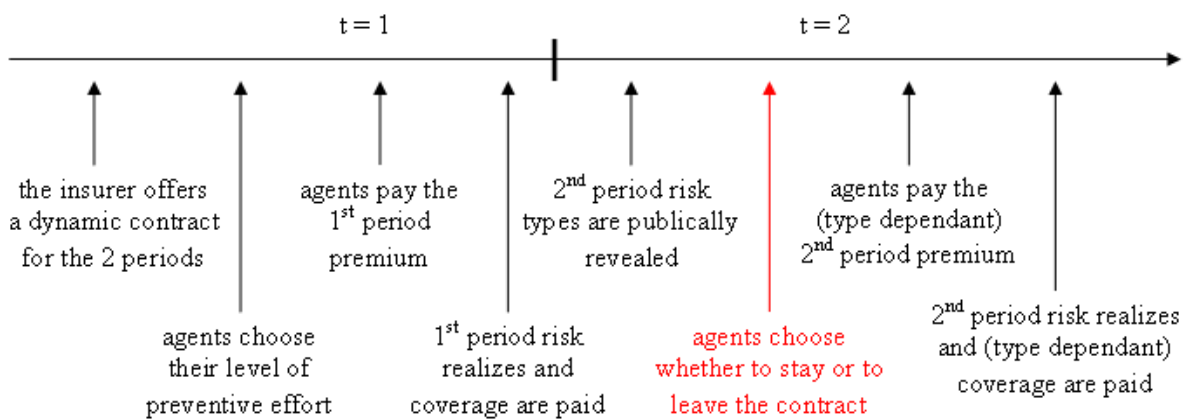 t = 1
t = 2
the insurer offers
a dynamic contract
for the 2 periods
agents choose
their level of
preventive effort
agents pay the
1st period
premium
1st period risk
realizes and
coverage are paid
2nd period risk
types are publically
revealed
agents choose
whether to stay or to
leave the contract
agents pay the
(type dependant)
2nd period premium
2nd period risk realizes
and (type dependant)
coverage are paid